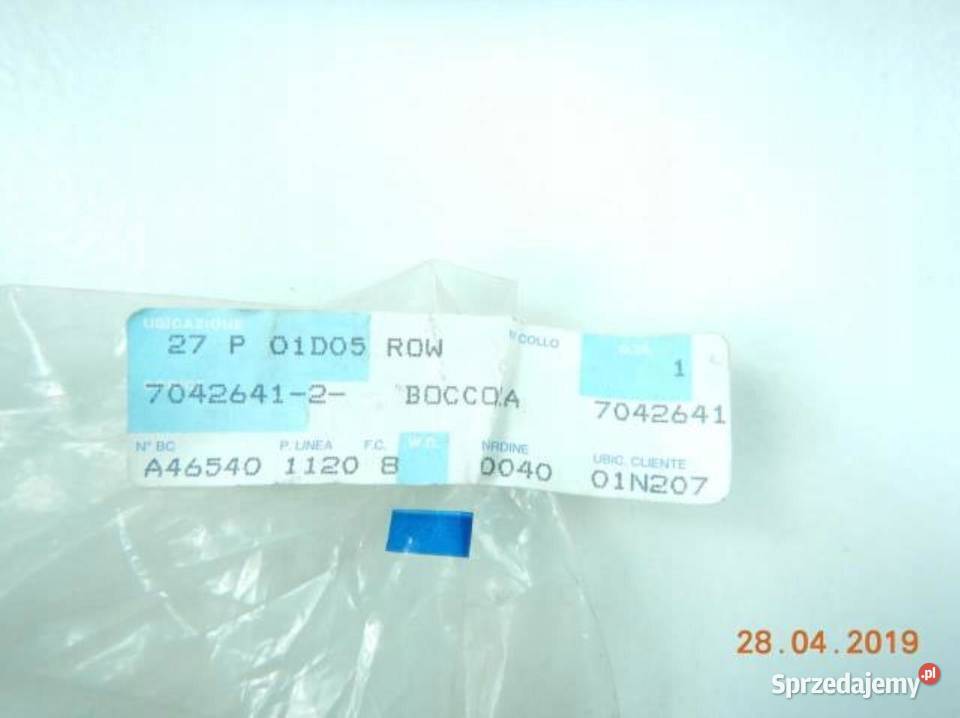 UBICAZIONE
27 P 01D05 ROW
N° COLLO
1
7042641-2- BOCCOLA
7042641
N° BC P. LINEA F.C. W.O. N.ORDINE UBIC. CLIENTE
A46540 1120 8 0040 01N207
28.04.2019
Sprzedajemy.pl